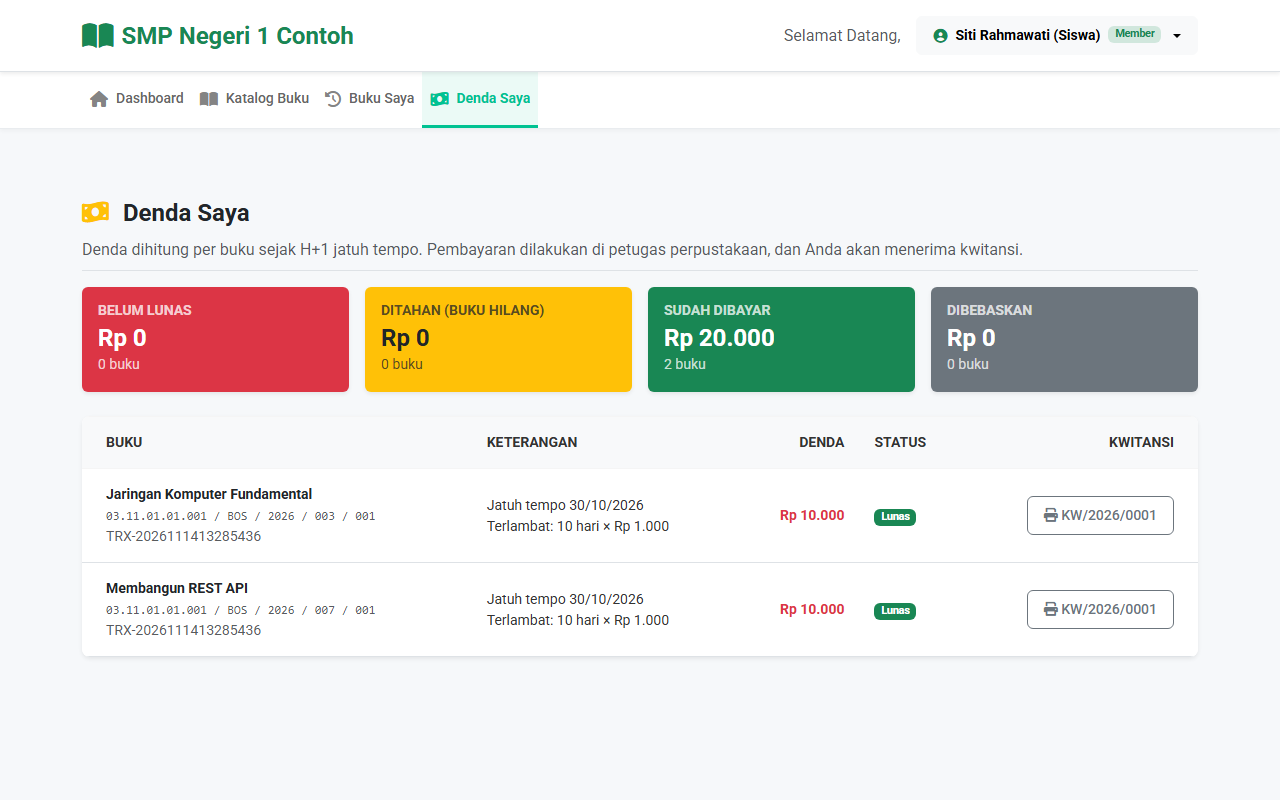 SMP Negeri 1 Contoh
Selamat Datang, Siti Rahmawati (Siswa) Member
Dashboard Katalog Buku Buku Saya Denda Saya
Denda Saya
Denda dihitung per buku sejak H+1 jatuh tempo. Pembayaran dilakukan di petugas perpustakaan, dan Anda akan menerima kwitansi.
BELUM LUNAS
Rp 0
0 buku
DITAHAN (BUKU HILANG)
Rp 0
0 buku
SUDAH DIBAYAR
Rp 20.000
2 buku
DIBEBASKAN
Rp 0
0 buku
BUKU KETERANGAN DENDA STATUS KWITANSI
Jaringan Komputer Fundamental
03.11.01.01.001 / BOS / 2026 / 003 / 001
TRX-2026111413285436
Jatuh tempo 30/10/2026
Terlambat: 10 hari × Rp 1.000
Rp 10.000
Lunas
KW/2026/0001
Membangun REST API
03.11.01.01.001 / BOS / 2026 / 007 / 001
TRX-2026111413285436
Jatuh tempo 30/10/2026
Terlambat: 10 hari × Rp 1.000
Rp 10.000
Lunas
KW/2026/0001